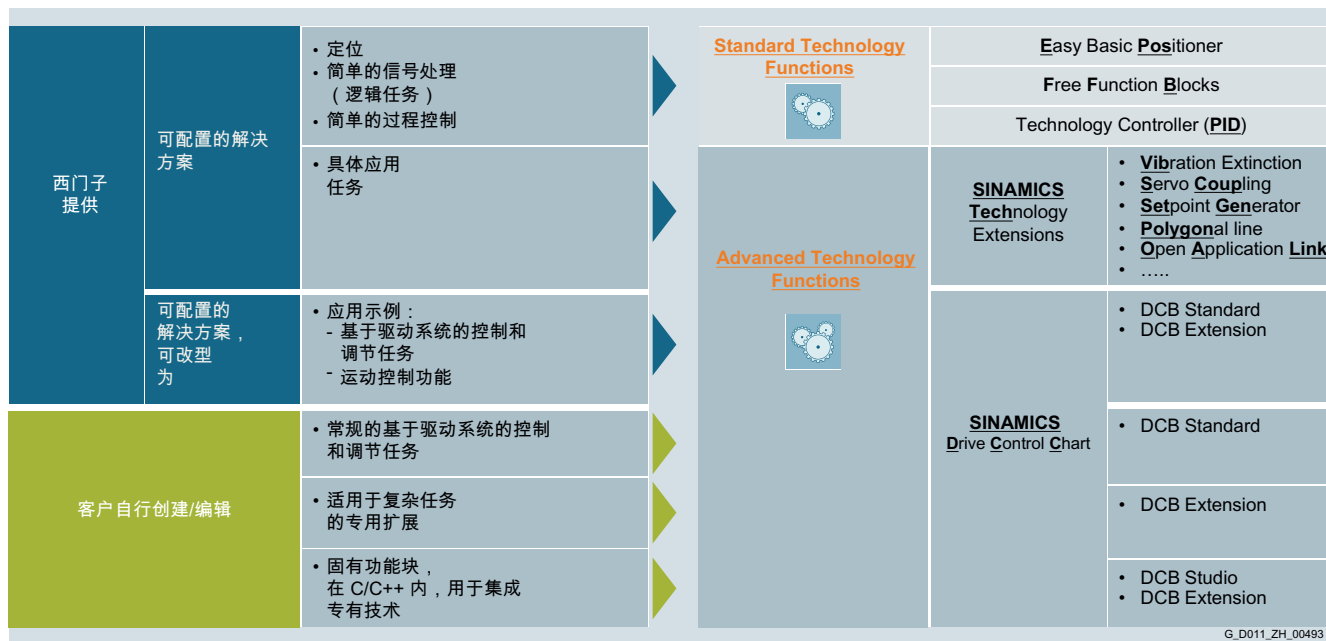 西门子
提供
可配置的解决
方案
• 定位
• 简单的信号处理
（逻辑任务）
• 简单的过程控制
• 具体应用
任务
可配置的
解决方案，
可改型
为
• 应用示例：
- 基于驱动系统的控制和
调节任务
- 运动控制功能
客户自行创建/编辑
• 常规的基于驱动系统的控制
和调节任务
• 适用于复杂任务
的专用扩展
• 固有功能块，
在 C/C++ 内，用于集成
专有技术
Standard Technology
Functions
Easy Basic Positioner
Free Function Blocks
Technology Controller (PID)
Advanced Technology
Functions
SINAMICS
Technology
Extensions
• Vibration Extinction
• Servo Coupling
• Setpoint Generator
• Polygonal line
• Open Application Link
• .....
SINAMICS
Drive Control Chart
• DCB Standard
• DCB Extension
• DCB Standard
• DCB Extension
• DCB Studio
• DCB Extension
G_D011_ZH_00493